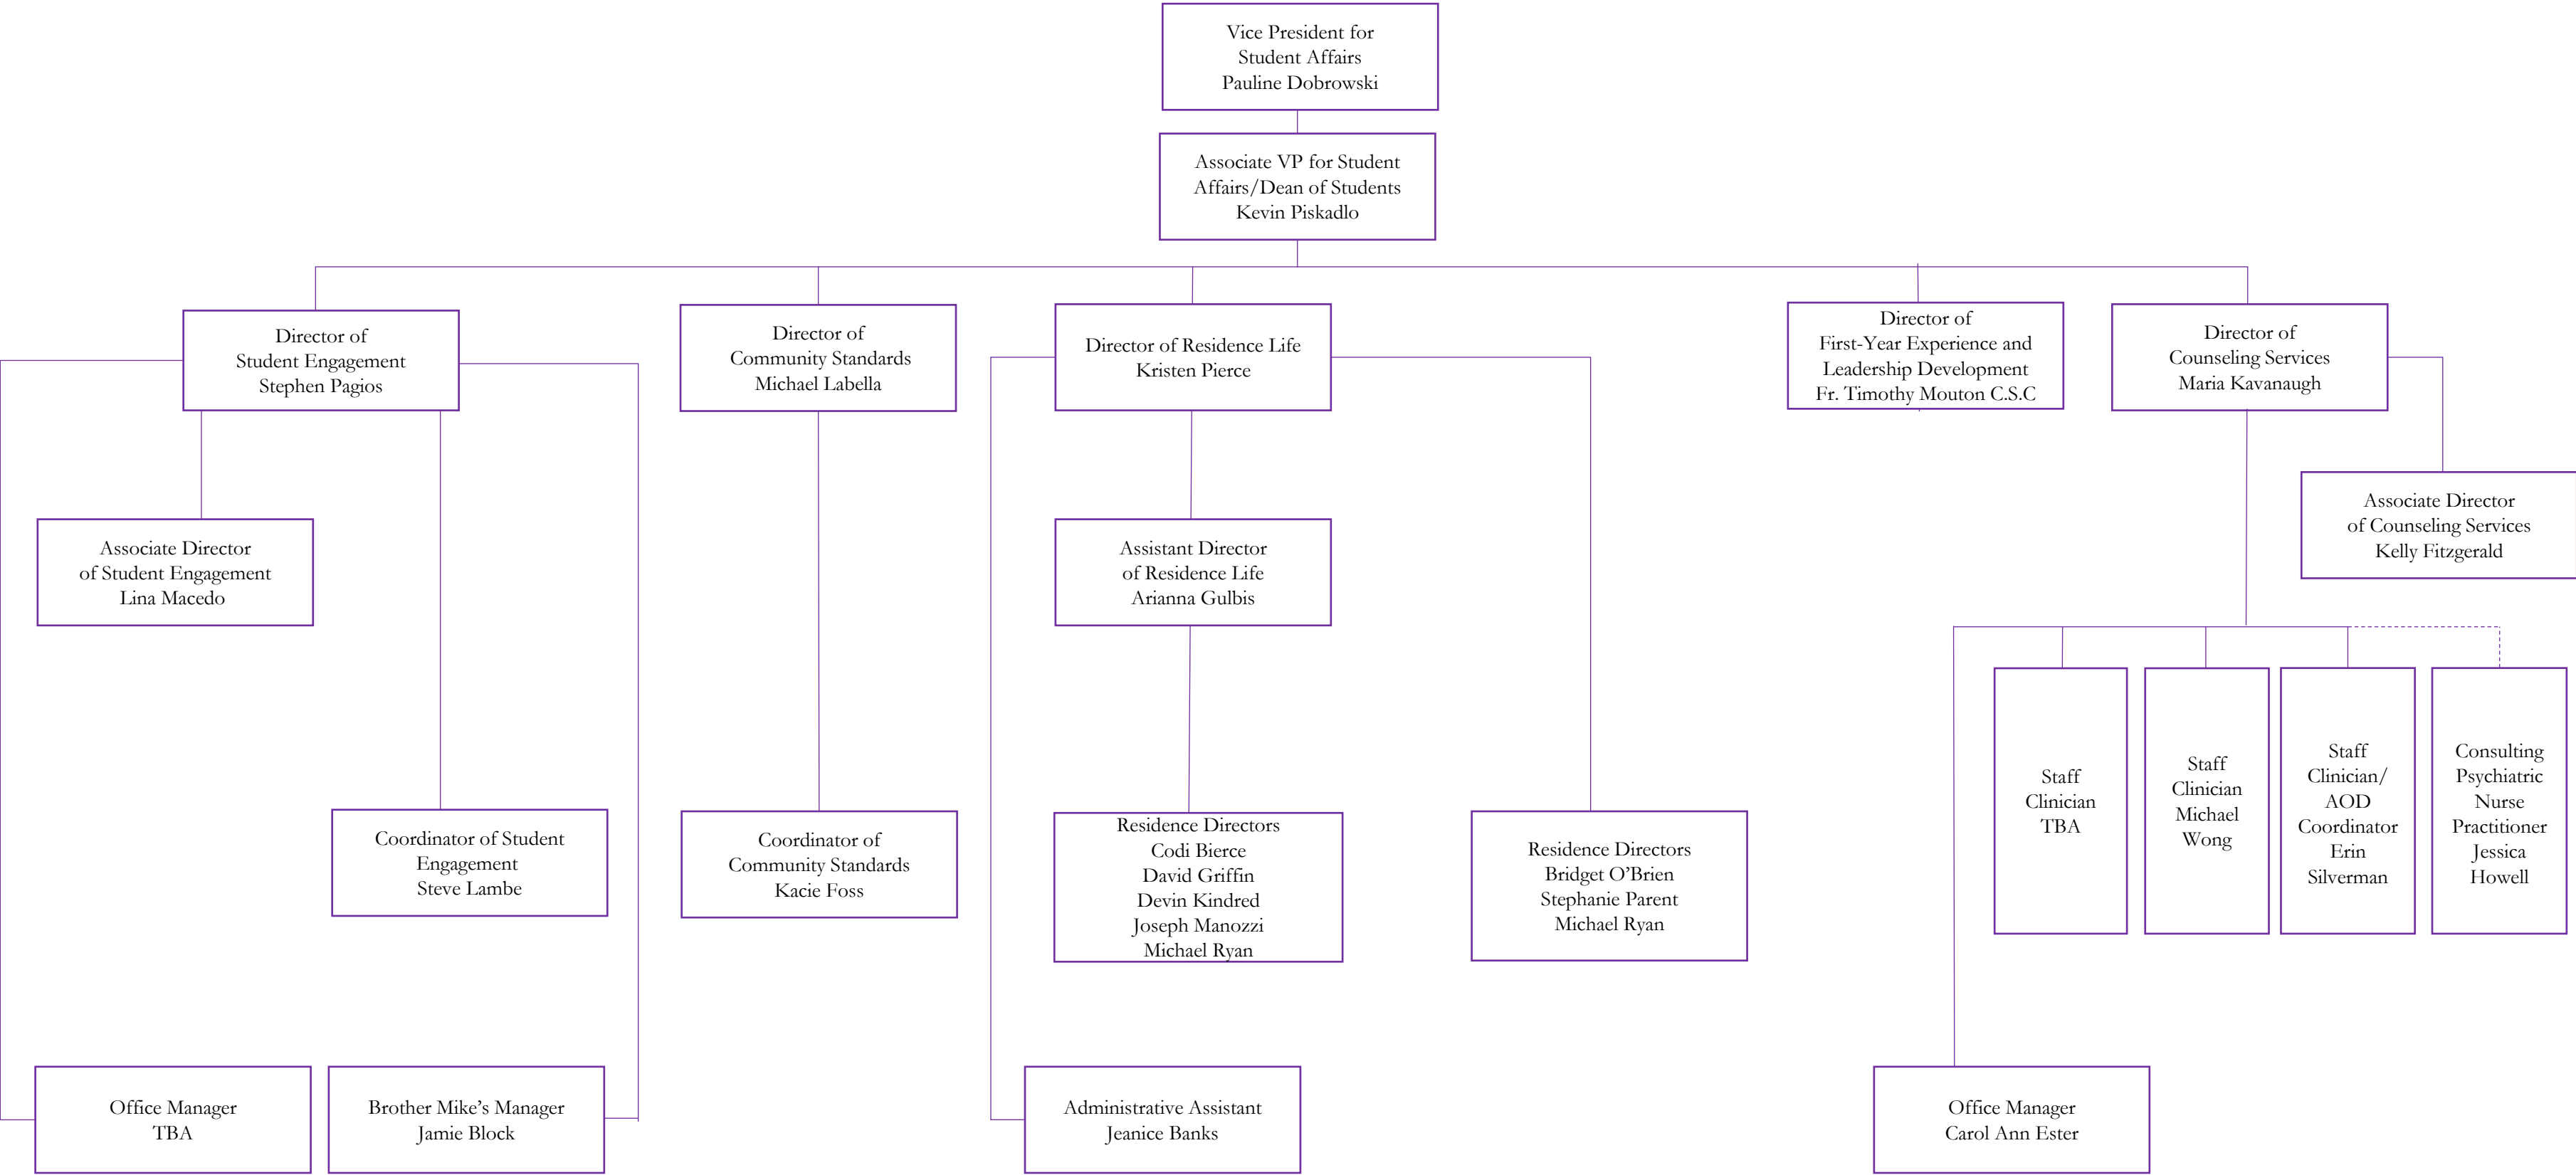 Vice President for
Student Affairs
Pauline Dobrowski
Associate VP for Student
Affairs/Dean of Students
Kevin Piskadlo
Director of
Student Engagement
Stephen Pagios
Director of
Community Standards
Michael Labella
Director of Residence Life
Kristen Pierce
Director of
First-Year Experience and
Leadership Development
Fr. Timothy Mouton C.S.C
Director of
Counseling Services
Maria Kavanaugh
Associate Director
of Student Engagement
Lina Macedo
Assistant Director
of Residence Life
Arianna Gulbis
Associate Director
of Counseling Services
Kelly Fitzgerald
Coordinator of Student
Engagement
Steve Lambe
Coordinator of
Community Standards
Kacie Foss
Residence Directors
Codi Bierce
David Griffin
Devin Kindred
Joseph Manozzi
Michael Ryan
Residence Directors
Bridget O’Brien
Stephanie Parent
Michael Ryan
Staff
Clinician
TBA
Staff
Clinician
Michael
Wong
Staff
Clinician/
AOD
Coordinator
Erin
Silverman
Consulting
Psychiatric
Nurse
Practitioner
Jessica
Howell
Office Manager
TBA
Brother Mike’s Manager
Jamie Block
Administrative Assistant
Jeanice Banks
Office Manager
Carol Ann Ester